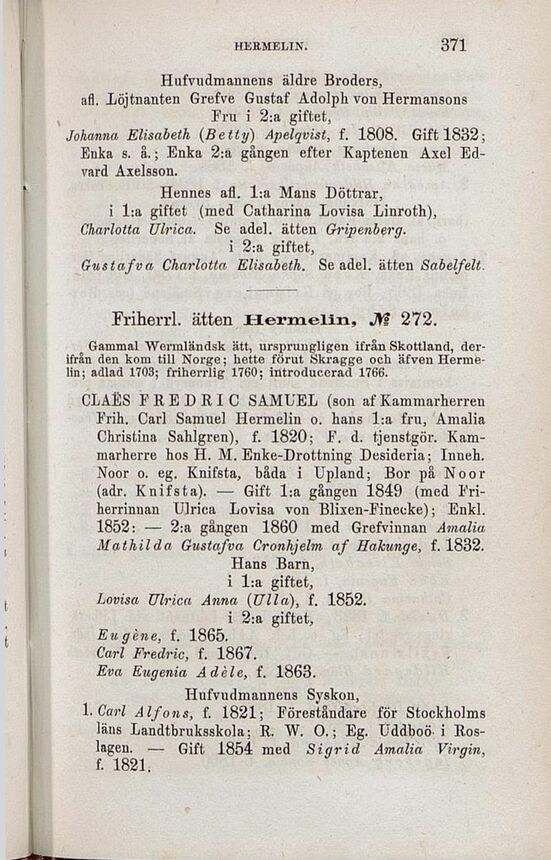 HERMELIN. 371
Hufvudmannens äldre Broders,
afl. Löjtnanten Grefve Gustaf Adolph von Hermansons
Fru i 2:a giftet,
Johanna Elisabeth (Betty) Apelqvist, f. 1808. Gift 1832;
Enka s. å.; Enka 2:a gången efter Kaptenen Axel Ed-
vard Axelsson.
Hennes afl. 1:a Mans Döttrar,
i 1:a giftet (med Catharina Lovisa Linroth),
Charlotta Ulrica. Se adel. ätten Gripenberg.
i 2:a giftet,
Gustafva Charlotta Elisabeth. Se adel. ätten Sabelfelt.
Friherrl. ätten Hermelin, № 272.
Gammal Wermländsk ätt, ursprungligen ifrån Skottland, der-
ifrån den kom till Norge; hette förut Skragge och äfven Herme-
lin; adlad 1703; friherrlig 1760; introducerad 1766.
CLAËS FREDRIC SAMUEL (son af Kammarherren
Frih. Carl Samuel Hermelin o. hans 1:a fru, Amalia
Christina Sahlgren), f. 1820; F. d. tjenstgör. Kam-
marherre hos H. M. Enke-Drottning Desideria; Inneh.
Noor o. eg. Knifsta, båda i Upland; Bor på Noor
(adr. Knifsta). — Gift 1:a gången 1849 (med Fri-
herrinnan Ulrica Lovisa von Blixen-Finecke); Enkl.
1852: — 2:a gången 1860 med Grefvinnan Amalia
Mathilda Gustafva Cronhjelm af Hakunge, f. 1832.
Hans Barn,
i 1:a giftet,
Lovisa Ulrica Anna (Ulla), f. 1852.
i 2:a giftet,
Eugène, f. 1865.
Carl Fredric, f. 1867.
Eva Eugenia Adèle, f. 1863.
Hufvudmannens Syskon,
1. Carl Alfons, f. 1821; Föreståndare för Stockholms
läns Landtbruksskola; R. W. O.; Eg. Uddboö i Ros-
lagen. — Gift 1854 med Sigrid Amalia Virgin,
f. 1821.